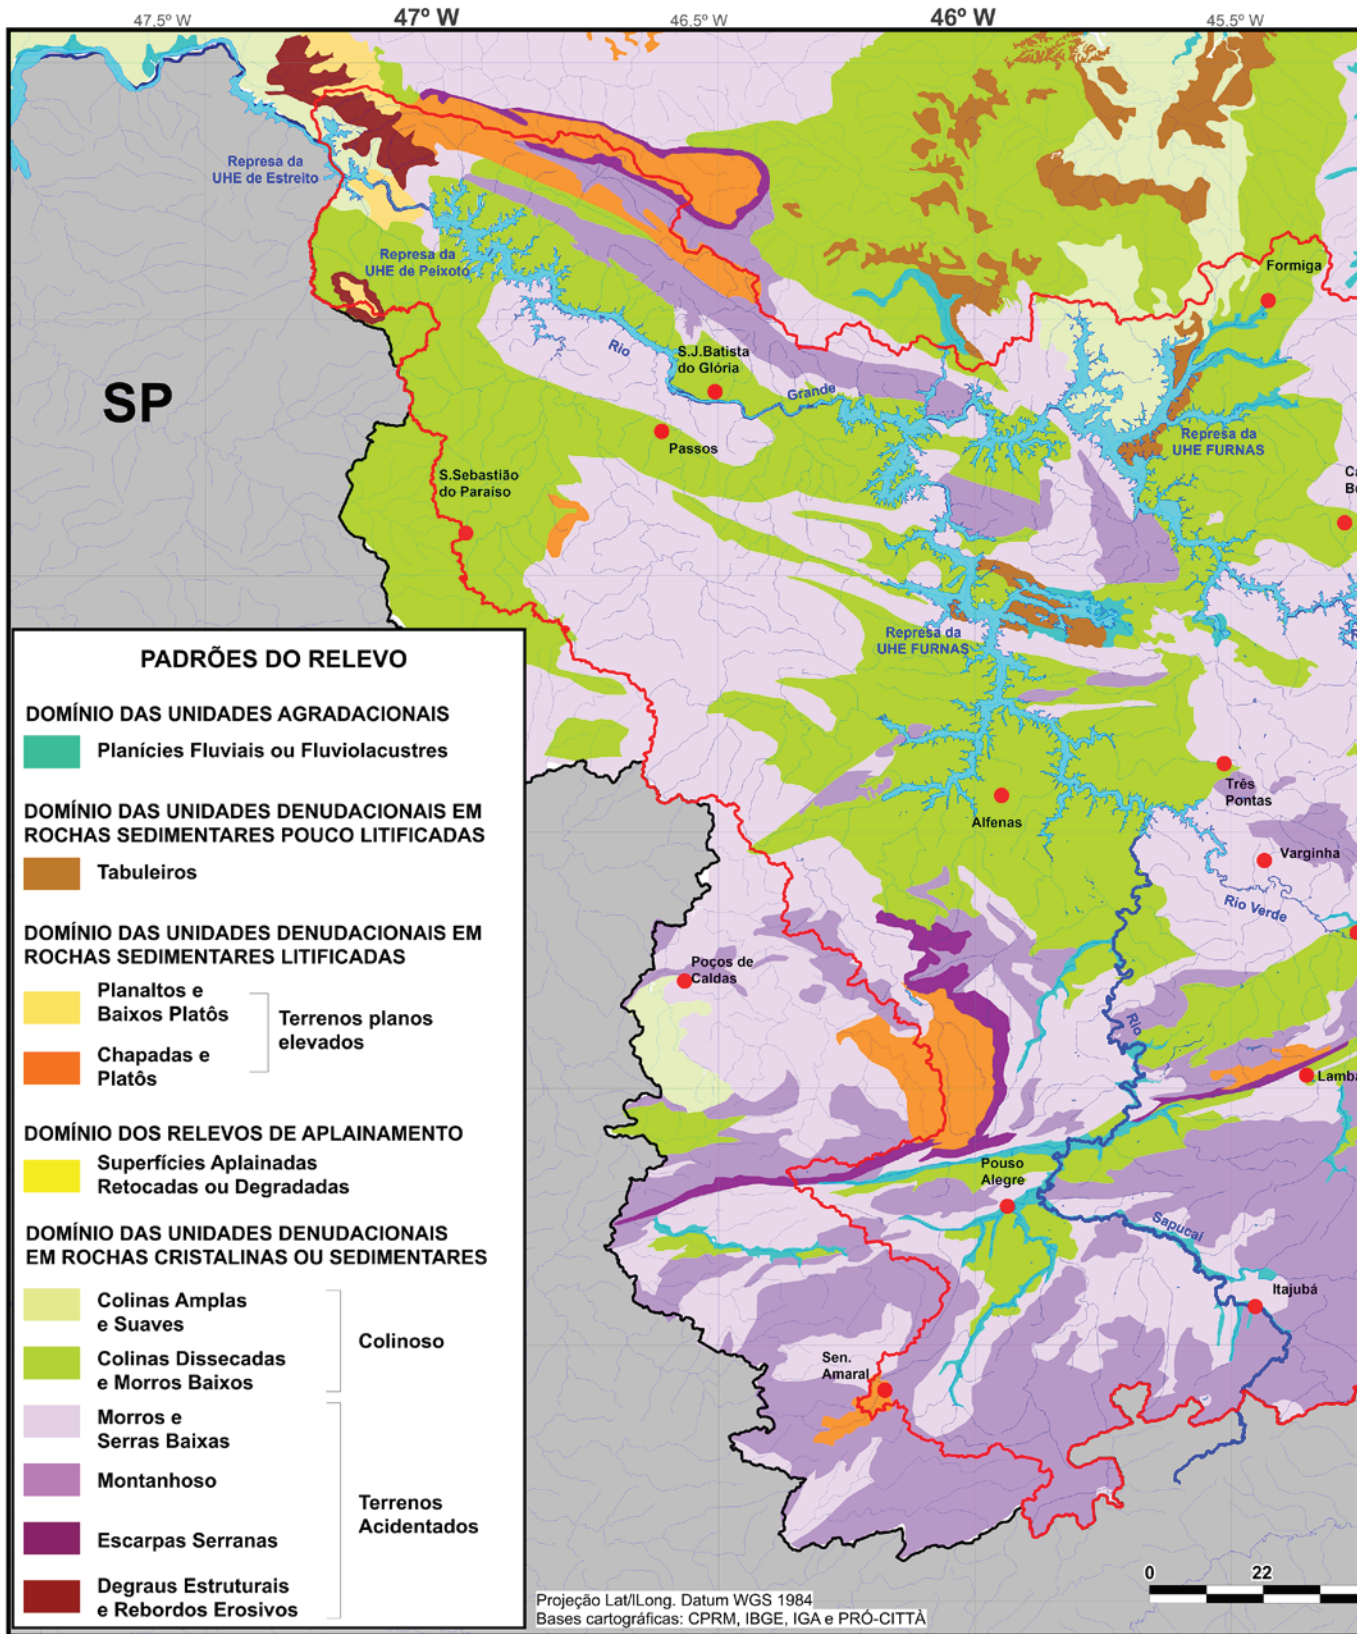 47.5º W
47º W
46.5º W
46º W
45.5º W
Represa da
UHE de Estreito
Represa da
UHE de Peixoto
Formiga
Rio
S.J.Batista
do Glória
Grande
SP
Passos
Represa da
UHE FURNAS
S.Sebastião
do Paraíso
Ca
Represa da
UHE FURNAS
Três
Pontas
Alfenas
Varginha
Rio Verde
Poços de
Caldas
Rio
Lamba
Pouso
Alegre
Sapucaí
Itajubá
Sen.
Amaral
PADRÕES DO RELEVO
DOMÍNIO DAS UNIDADES AGRADACIONAIS
Planícies Fluviais ou Fluviolacustres
DOMÍNIO DAS UNIDADES DENUDACIONAIS EM
ROCHAS SEDIMENTARES POUCO LITIFICADAS
Tabuleiros
DOMÍNIO DAS UNIDADES DENUDACIONAIS EM
ROCHAS SEDIMENTARES LITIFICADAS
Planaltos e
Baixos Platôs
Terrenos planos
elevados
Chapadas e
Platôs
DOMÍNIO DOS RELEVOS DE APLAINAMENTO
Superfícies Aplainadas
Retocadas ou Degradadas
DOMÍNIO DAS UNIDADES DENUDACIONAIS
EM ROCHAS CRISTALINAS OU SEDIMENTARES
Colinas Amplas
e Suaves
Colinoso
Colinas Dissecadas
e Morros Baixos
Morros e
Serras Baixas
Montanhoso
Terrenos
Acidentados
Escarpas Serranas
Degraus Estruturais
e Rebordos Erosivos
0 22
Projeção Lat/lLong. Datum WGS 1984
Bases cartográficas: CPRM, IBGE, IGA e PRÓ-CITTÀ